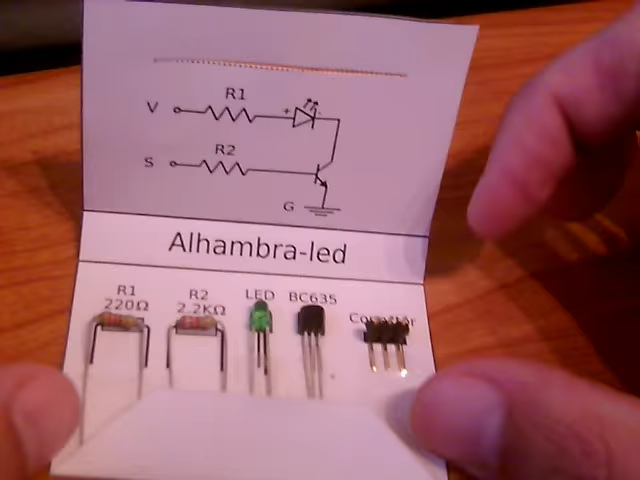 R1
V
+
R2
S
G
Alhambra-led
R1 R2 LED BC635
220Ω 2.2KΩ